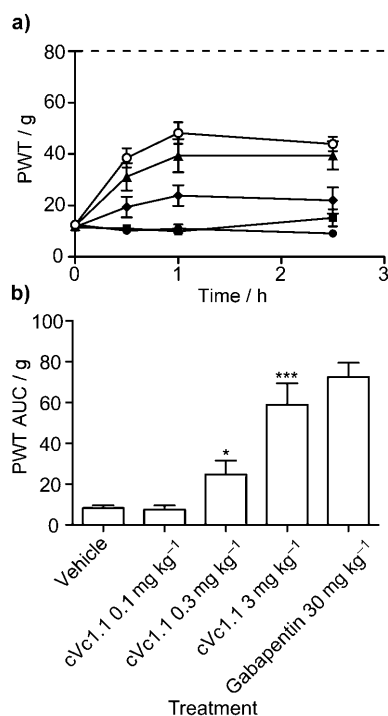 a)
80
60
40
20
0
PWT / g
0 1 2 3
Time / h
b)
100
80
60
40
20
0
PWT AUC / g
*
***
Vehicle
cVc1.1 0.1 mg kg⁻¹
cVc1.1 0.3 mg kg⁻¹
cVc1.1 3 mg kg⁻¹
Gabapentin 30 mg kg⁻¹
Treatment